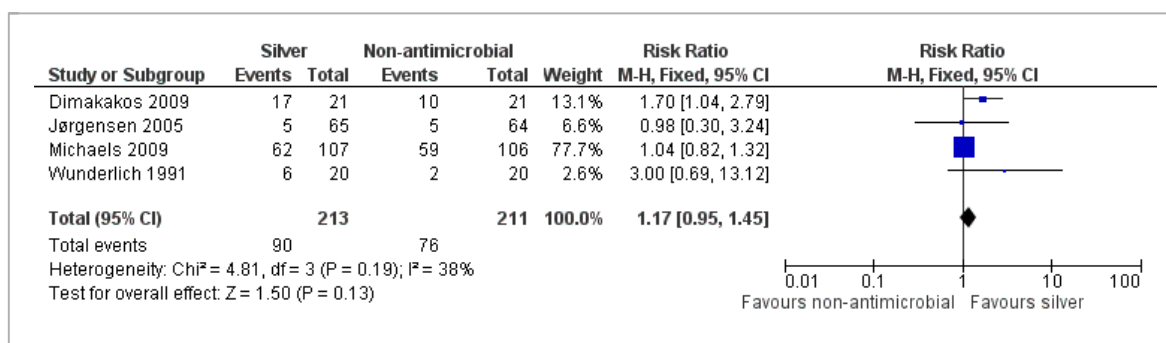 Silver Non-antimicrobial Risk Ratio Risk Ratio
Study or Subgroup Events Total Events Total Weight M-H, Fixed, 95% CI M-H, Fixed, 95% CI
Dimakakos 2009 17 21 10 21 13.1% 1.70 [1.04, 2.79]
Jørgensen 2005 5 65 5 64 6.6% 0.98 [0.30, 3.24]
Michaels 2009 62 107 59 106 77.7% 1.04 [0.82, 1.32]
Wunderlich 1991 6 20 2 20 2.6% 3.00 [0.69, 13.12]
Total (95% CI) 213 211 100.0% 1.17 [0.95, 1.45]
Total events 90 76
Heterogeneity: Chi² = 4.81, df = 3 (P = 0.19); I² = 38%
Test for overall effect: Z = 1.50 (P = 0.13)
0.01 0.1 1 10 100
Favours non-antimicrobial Favours silver